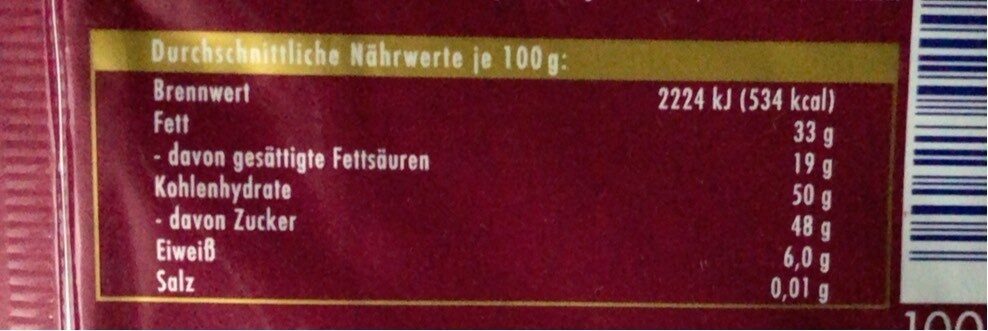 Durchschnittliche Nährwerte je 100 g:
Brennwert 2224 kJ (534 kcal)
Fett 33 g
- davon gesättigte Fettsäuren 19 g
Kohlenhydrate 50 g
- davon Zucker 48 g
Eiweiß 6,0 g
Salz 0,01 g
100